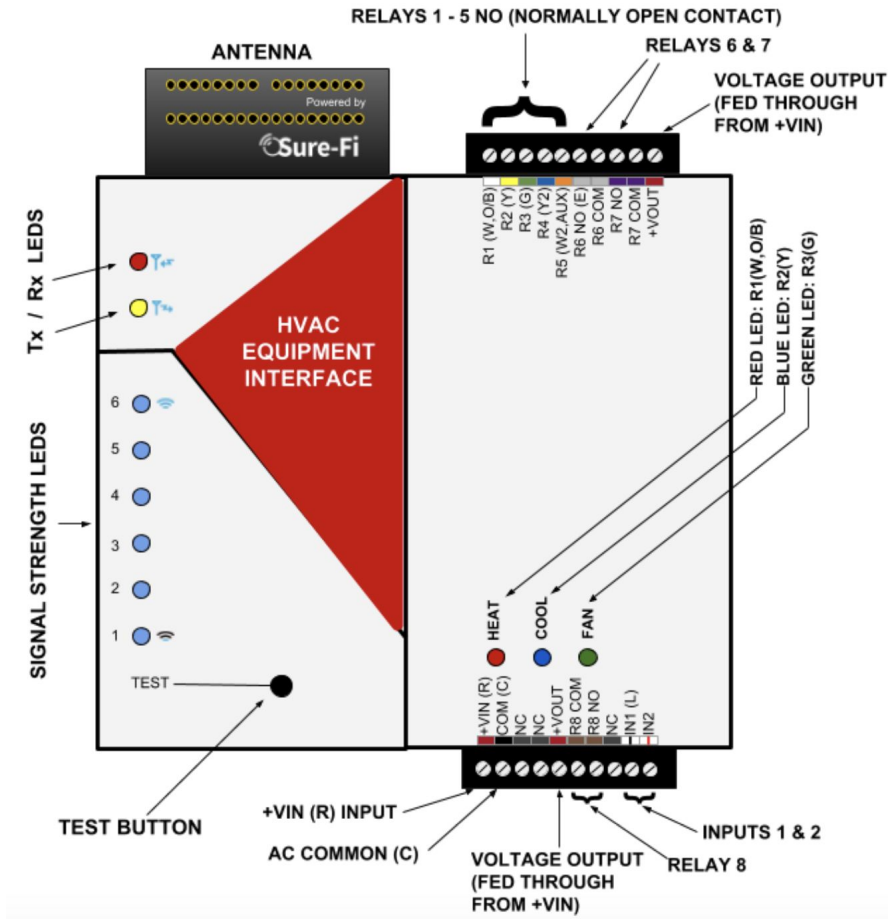 RELAYS 1 - 5 NO (NORMALLY OPEN CONTACT)
RELAYS 6 & 7
ANTENNA
VOLTAGE OUTPUT
(FED THROUGH
FROM +VIN)
Powered by
Sure-Fi
R1 (W,O/B)
R2 (Y)
R3 (G)
R4 (Y2)
R5 (W2,AUX)
R6 NO (E)
R6 COM
R7 NO
R7 COM
+VOUT
Tx / Rx LEDS
HVAC
EQUIPMENT
INTERFACE
RED LED: R1(W,O/B)
BLUE LED: R2(Y)
GREEN LED: R3(G)
SIGNAL STRENGTH LEDS
6
5
4
3
2
1
HEAT
COOL
FAN
TEST
+VIN (R)
COM (C)
NC
NC
+VOUT
R8 COM
R8 NO
NC
IN1 (L)
IN2
TEST BUTTON
+VIN (R) INPUT
AC COMMON (C)
VOLTAGE OUTPUT
(FED THROUGH
FROM +VIN)
RELAY 8
INPUTS 1 & 2